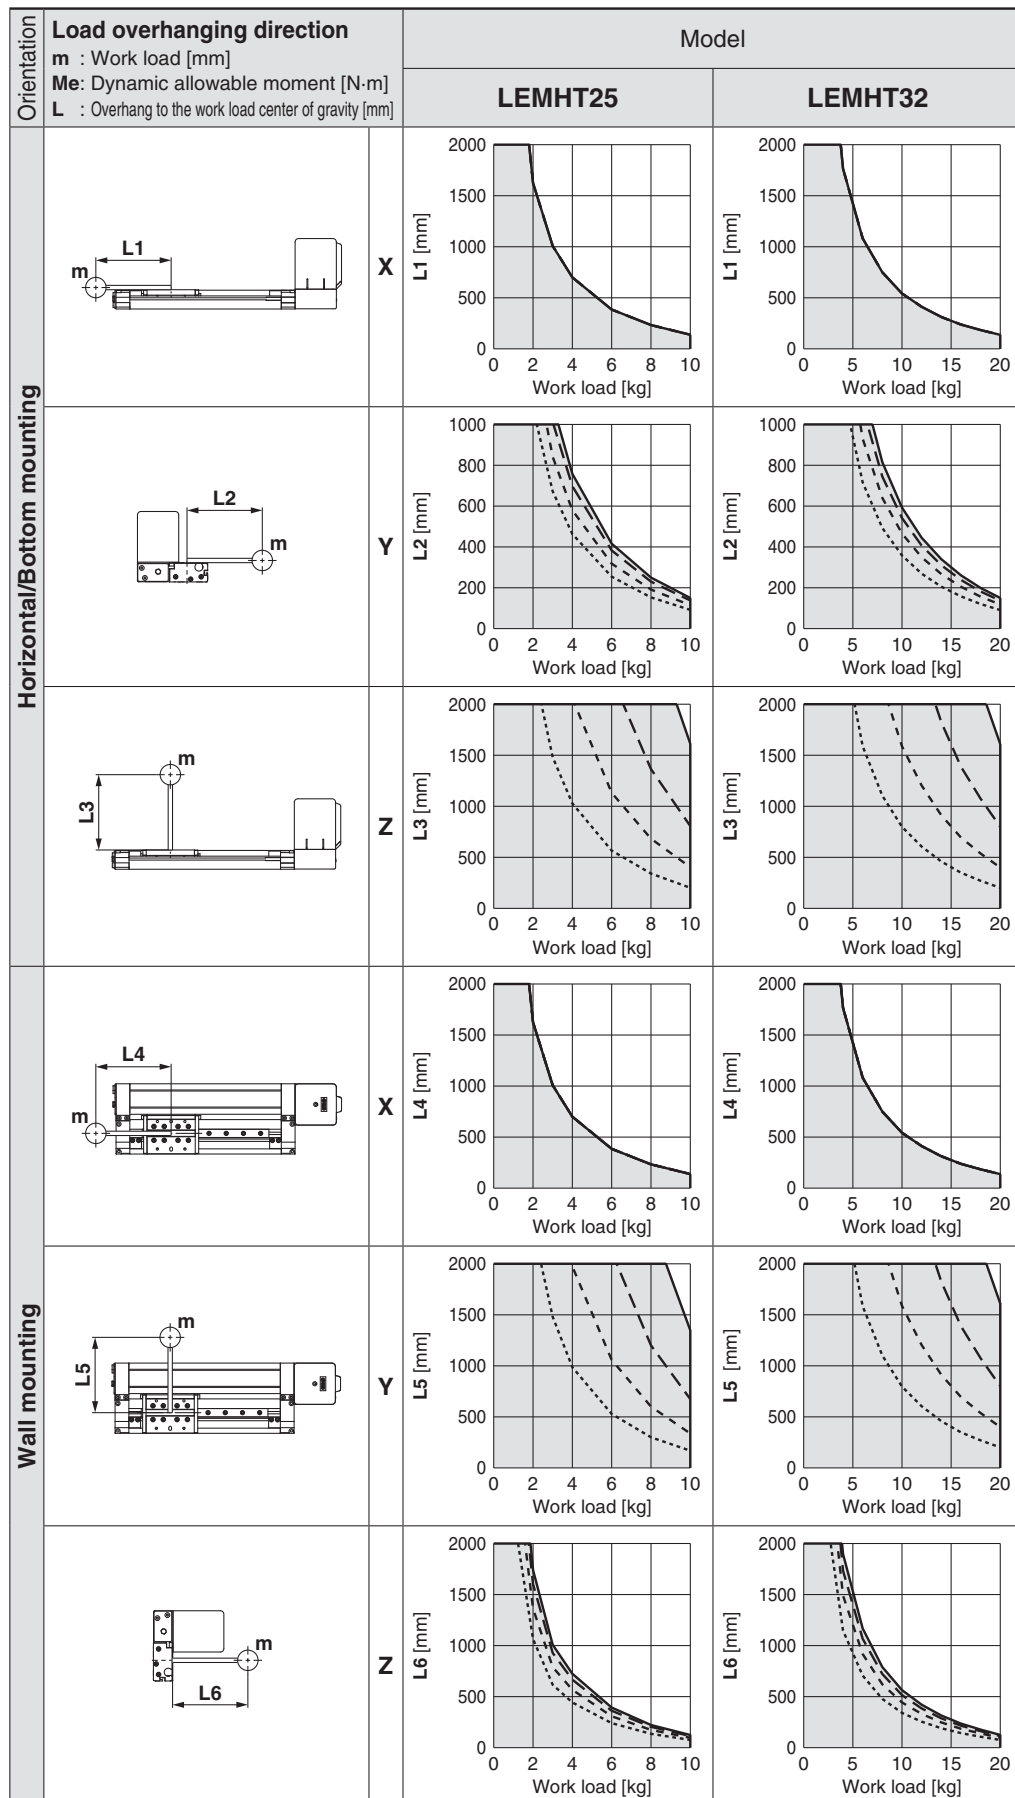 Orientation
Load overhanging direction
m : Work load [mm]
Me: Dynamic allowable moment [N·m]
L : Overhang to the work load center of gravity [mm]
Model
LEMHT25
LEMHT32
Horizontal/Bottom mounting
L1
m
X
L1 [mm]
2000
1500
1000
500
0
0 2 4 6 8 10
Work load [kg]
L1 [mm]
2000
1500
1000
500
0
0 5 10 15 20
Work load [kg]
L2
m
Y
L2 [mm]
1000
800
600
400
200
0
0 2 4 6 8 10
Work load [kg]
L2 [mm]
1000
800
600
400
200
0
0 5 10 15 20
Work load [kg]
m
L3
Z
L3 [mm]
2000
1500
1000
500
0
0 2 4 6 8 10
Work load [kg]
L3 [mm]
2000
1500
1000
500
0
0 5 10 15 20
Work load [kg]
Wall mounting
L4
m
X
L4 [mm]
2000
1500
1000
500
0
0 2 4 6 8 10
Work load [kg]
L4 [mm]
2000
1500
1000
500
0
0 5 10 15 20
Work load [kg]
m
L5
Y
L5 [mm]
2000
1500
1000
500
0
0 2 4 6 8 10
Work load [kg]
L5 [mm]
2000
1500
1000
500
0
0 5 10 15 20
Work load [kg]
m
L6
Z
L6 [mm]
2000
1500
1000
500
0
0 2 4 6 8 10
Work load [kg]
L6 [mm]
2000
1500
1000
500
0
0 5 10 15 20
Work load [kg]